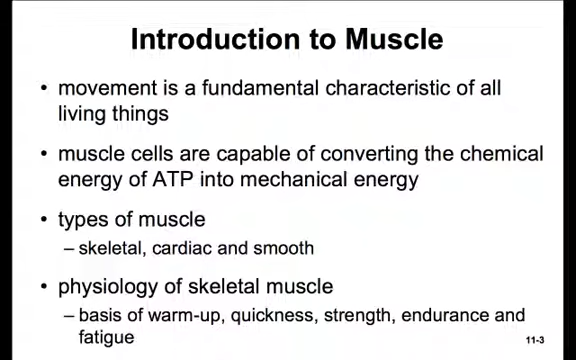 Introduction to Muscle
• movement is a fundamental characteristic of all
living things
• muscle cells are capable of converting the chemical
energy of ATP into mechanical energy
• types of muscle
– skeletal, cardiac and smooth
• physiology of skeletal muscle
– basis of warm-up, quickness, strength, endurance and
fatigue
11-3